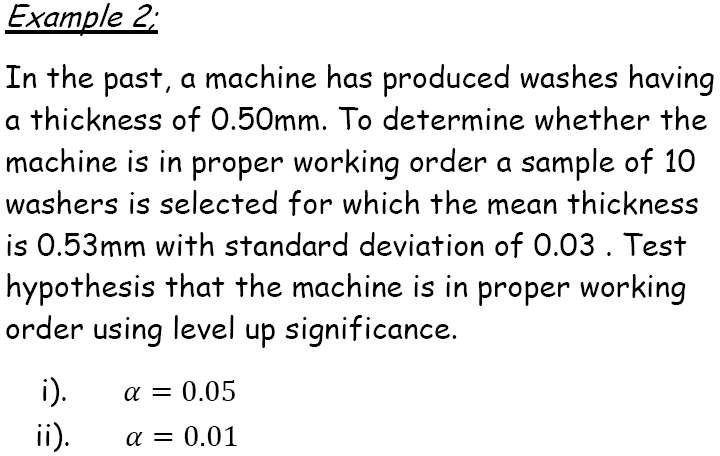 Example 2;
In the past, a machine has produced washes having
a thickness of 0.50mm. To determine whether the
machine is in proper working order a sample of 10
washers is selected for which the mean thickness
is 0.53mm with standard deviation of 0.03 . Test
hypothesis that the machine is in proper working
order using level up significance.
i). α = 0.05
ii). α = 0.01